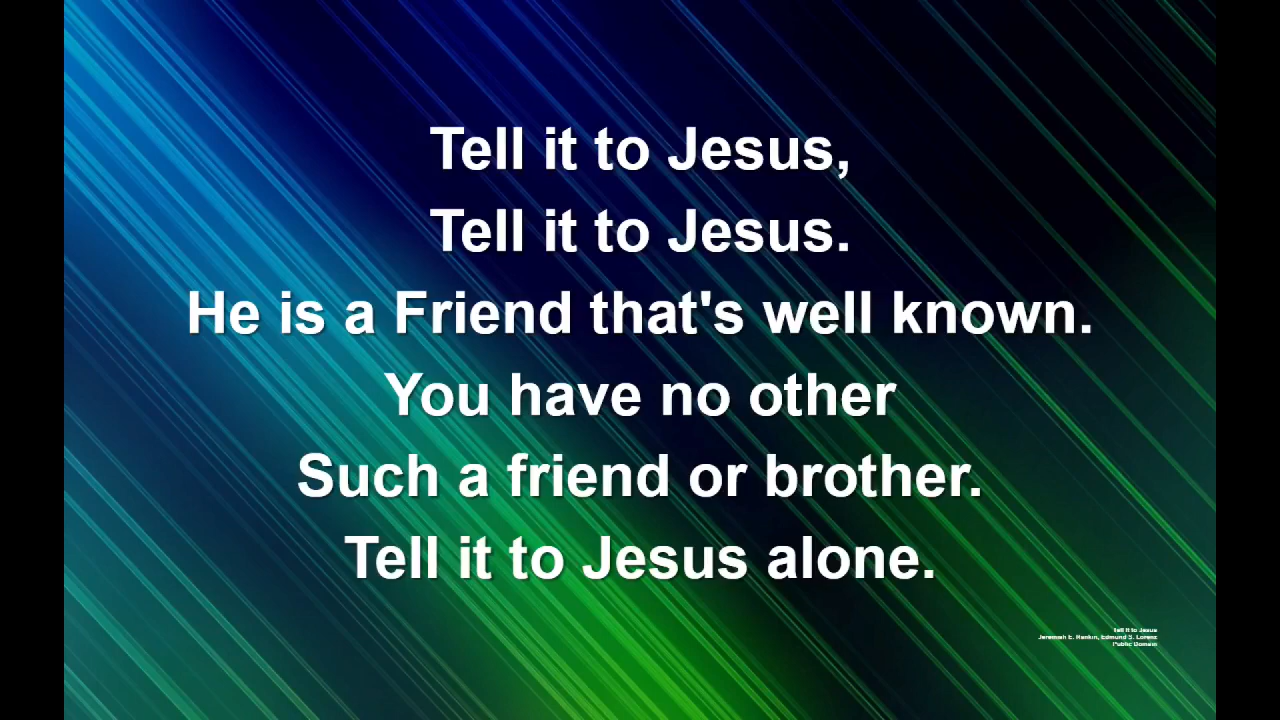 Tell it to Jesus,
Tell it to Jesus.
He is a Friend that's well known.
You have no other
Such a friend or brother.
Tell it to Jesus alone.
Tell It to Jesus
Jeremiah E. Rankin, Edmund S. Lorenz
Public Domain